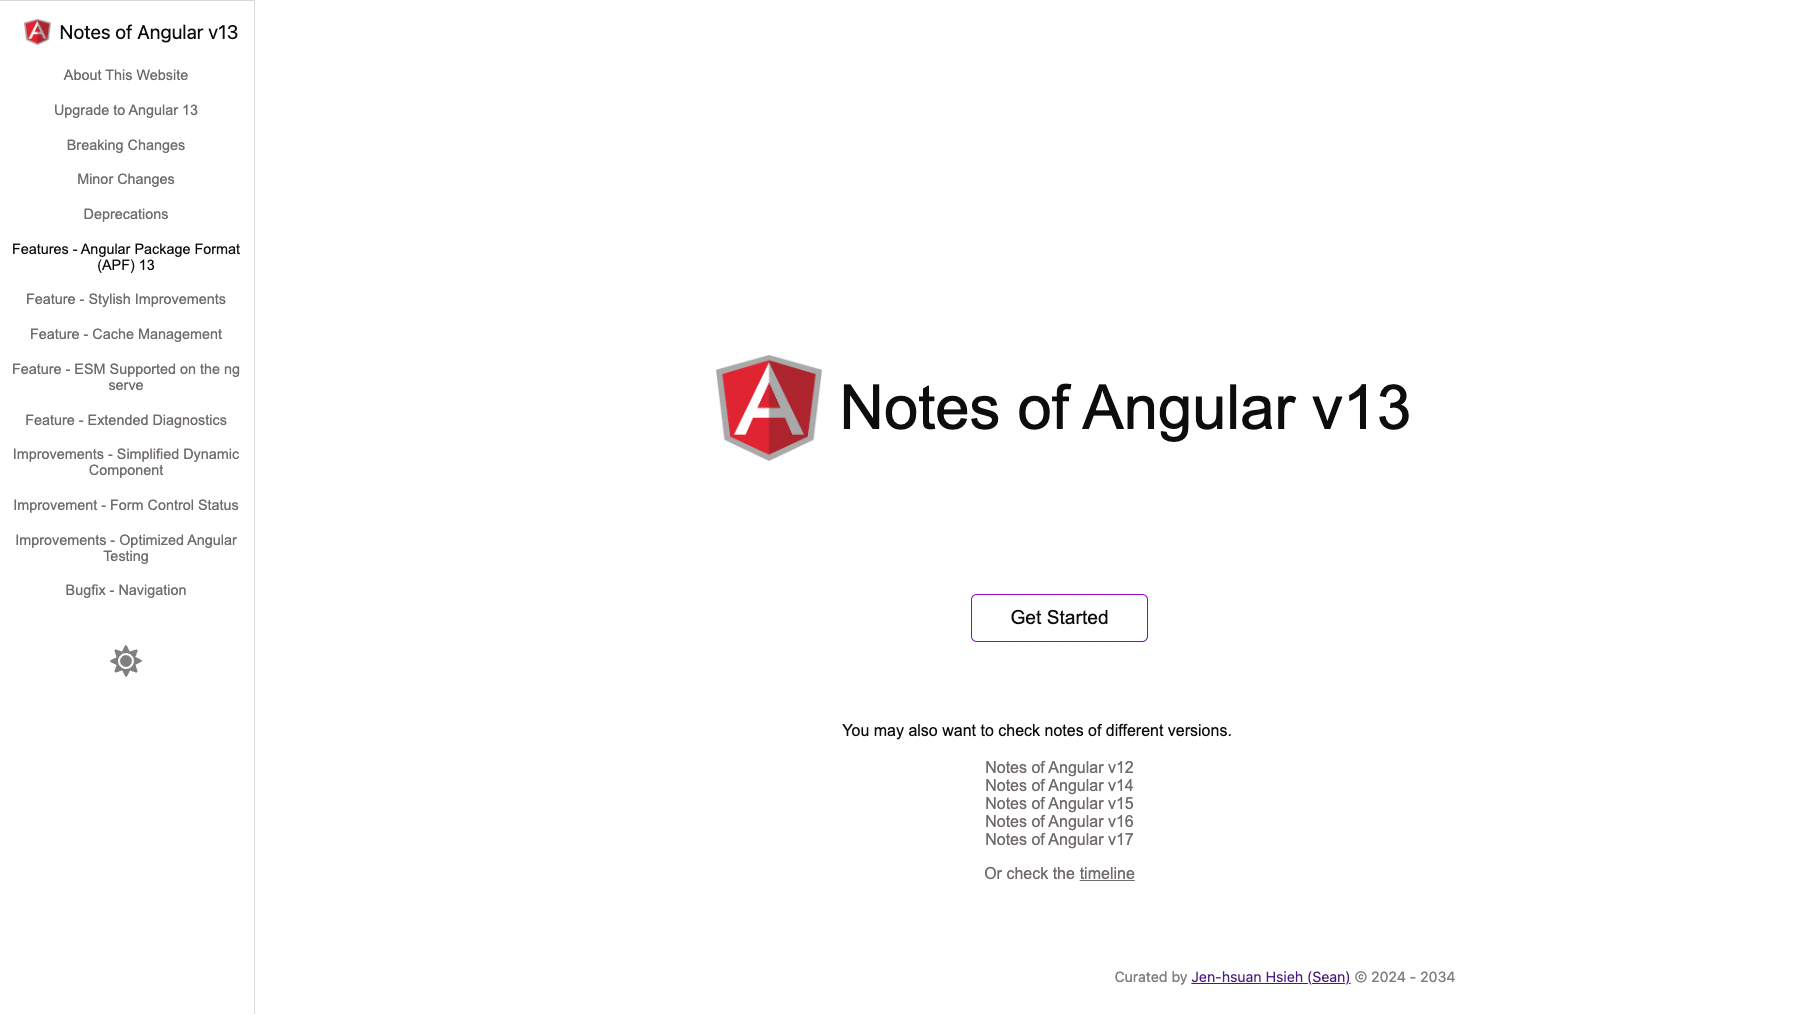 Notes of Angular v13
About This Website
Upgrade to Angular 13
Breaking Changes
Minor Changes
Deprecations
Features - Angular Package Format
(APF) 13
Feature - Stylish Improvements
Feature - Cache Management
Feature - ESM Supported on the ng
serve
Feature - Extended Diagnostics
Improvements - Simplified Dynamic
Component
Improvement - Form Control Status
Improvements - Optimized Angular
Testing
Bugfix - Navigation
Notes of Angular v13
Get Started
You may also want to check notes of different versions.
Notes of Angular v12
Notes of Angular v14
Notes of Angular v15
Notes of Angular v16
Notes of Angular v17
Or check the timeline
Curated by Jen-hsuan Hsieh (Sean) © 2024 - 2034